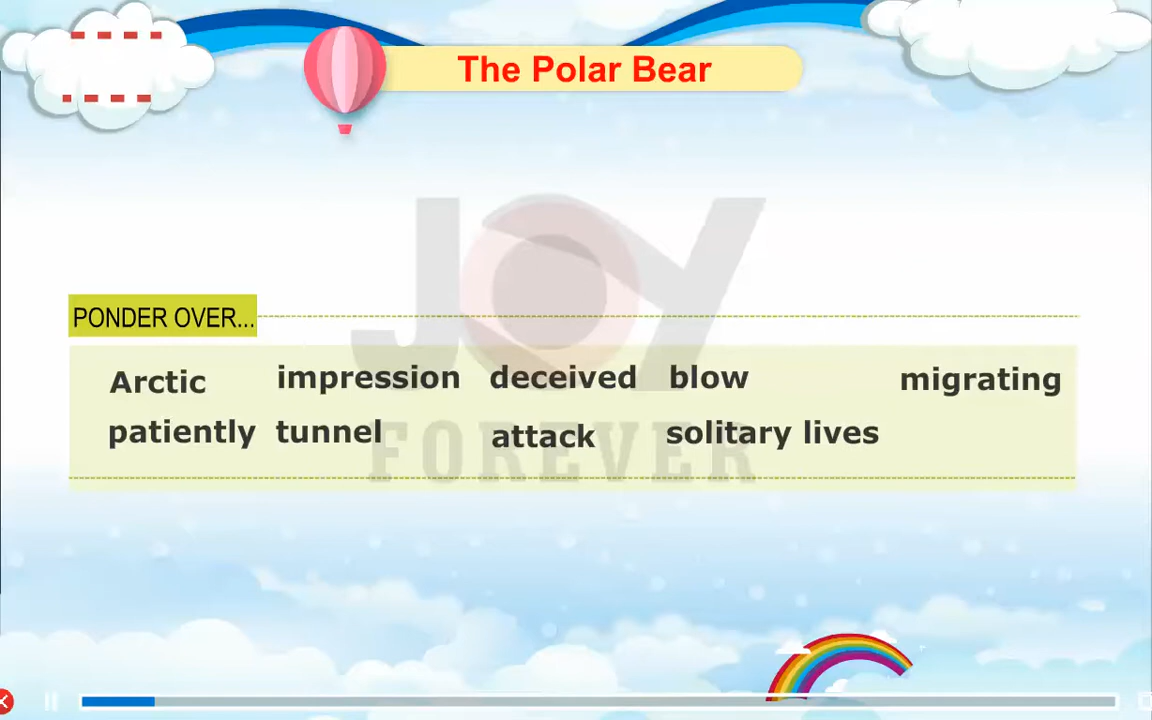 The Polar Bear
JOY
FOREVER
PONDER OVER...
Arctic impression deceived blow migrating
patiently tunnel attack solitary lives